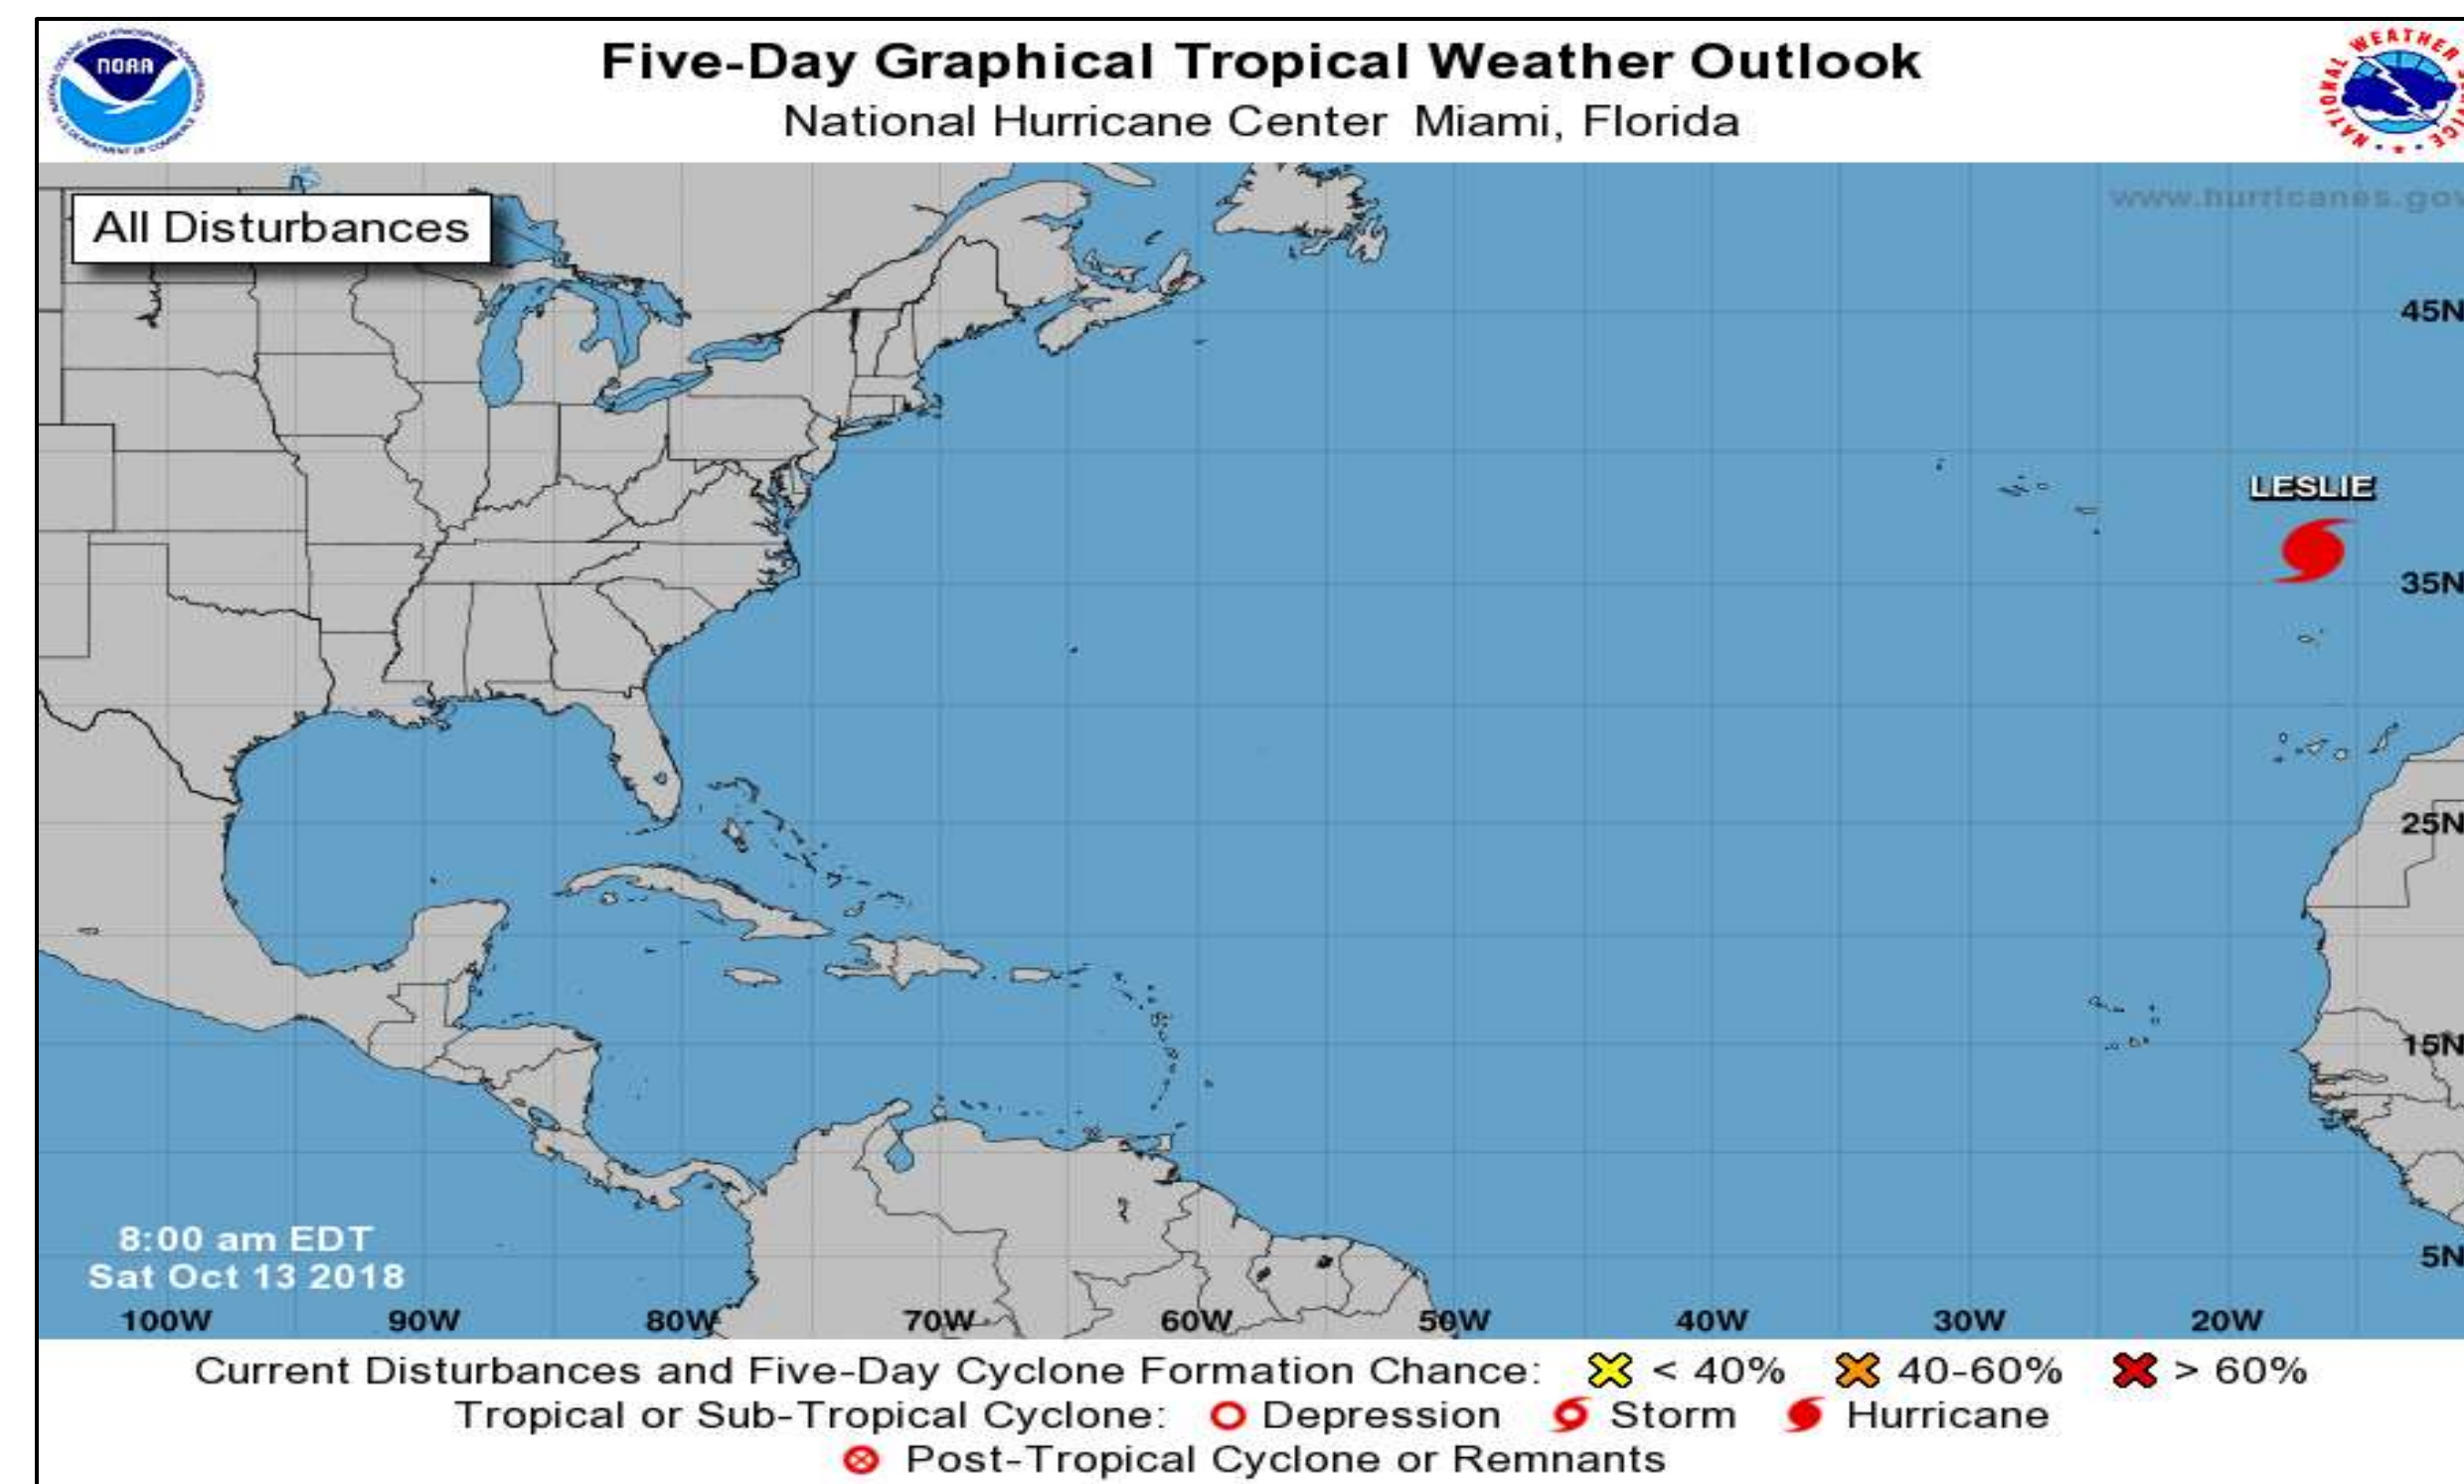 NOAA
Five-Day Graphical Tropical Weather Outlook
National Hurricane Center Miami, Florida
NATIONAL WEATHER
www.hurricanes.gov
All Disturbances
45N
LESLIE
35N
25N
15N
5N
8:00 am EDT
Sat Oct 13 2018
100W 90W 80W 70W 60W 50W 40W 30W 20W
Current Disturbances and Five-Day Cyclone Formation Chance: < 40% 40-60% > 60%
Tropical or Sub-Tropical Cyclone: Depression Storm Hurricane
Post-Tropical Cyclone or Remnants